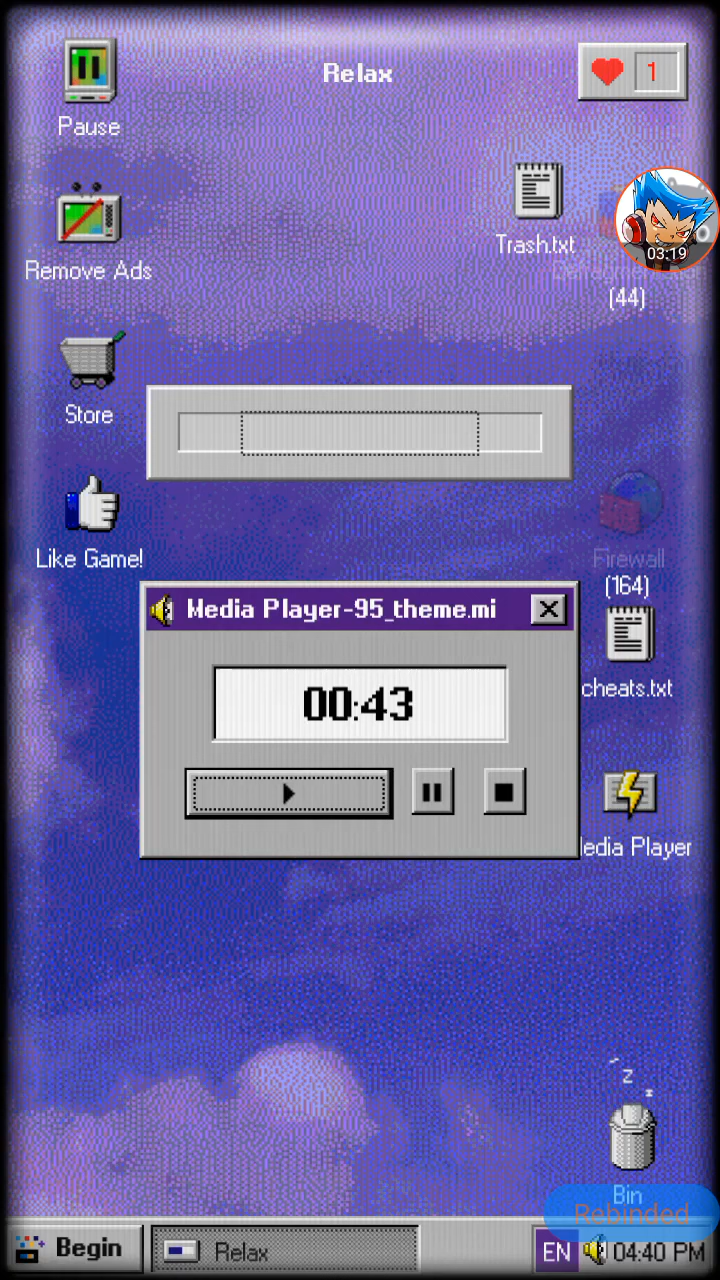 Relax
1
Pause
Trash.txt
03:19
Remove Ads
(44)
Store
Like Game!
Firewall
(164)
Media Player-95_theme.mi
00:43
cheats.txt
edia Player
z
z
Bin
Rebinded
Begin
Relax
EN
04:40 PM